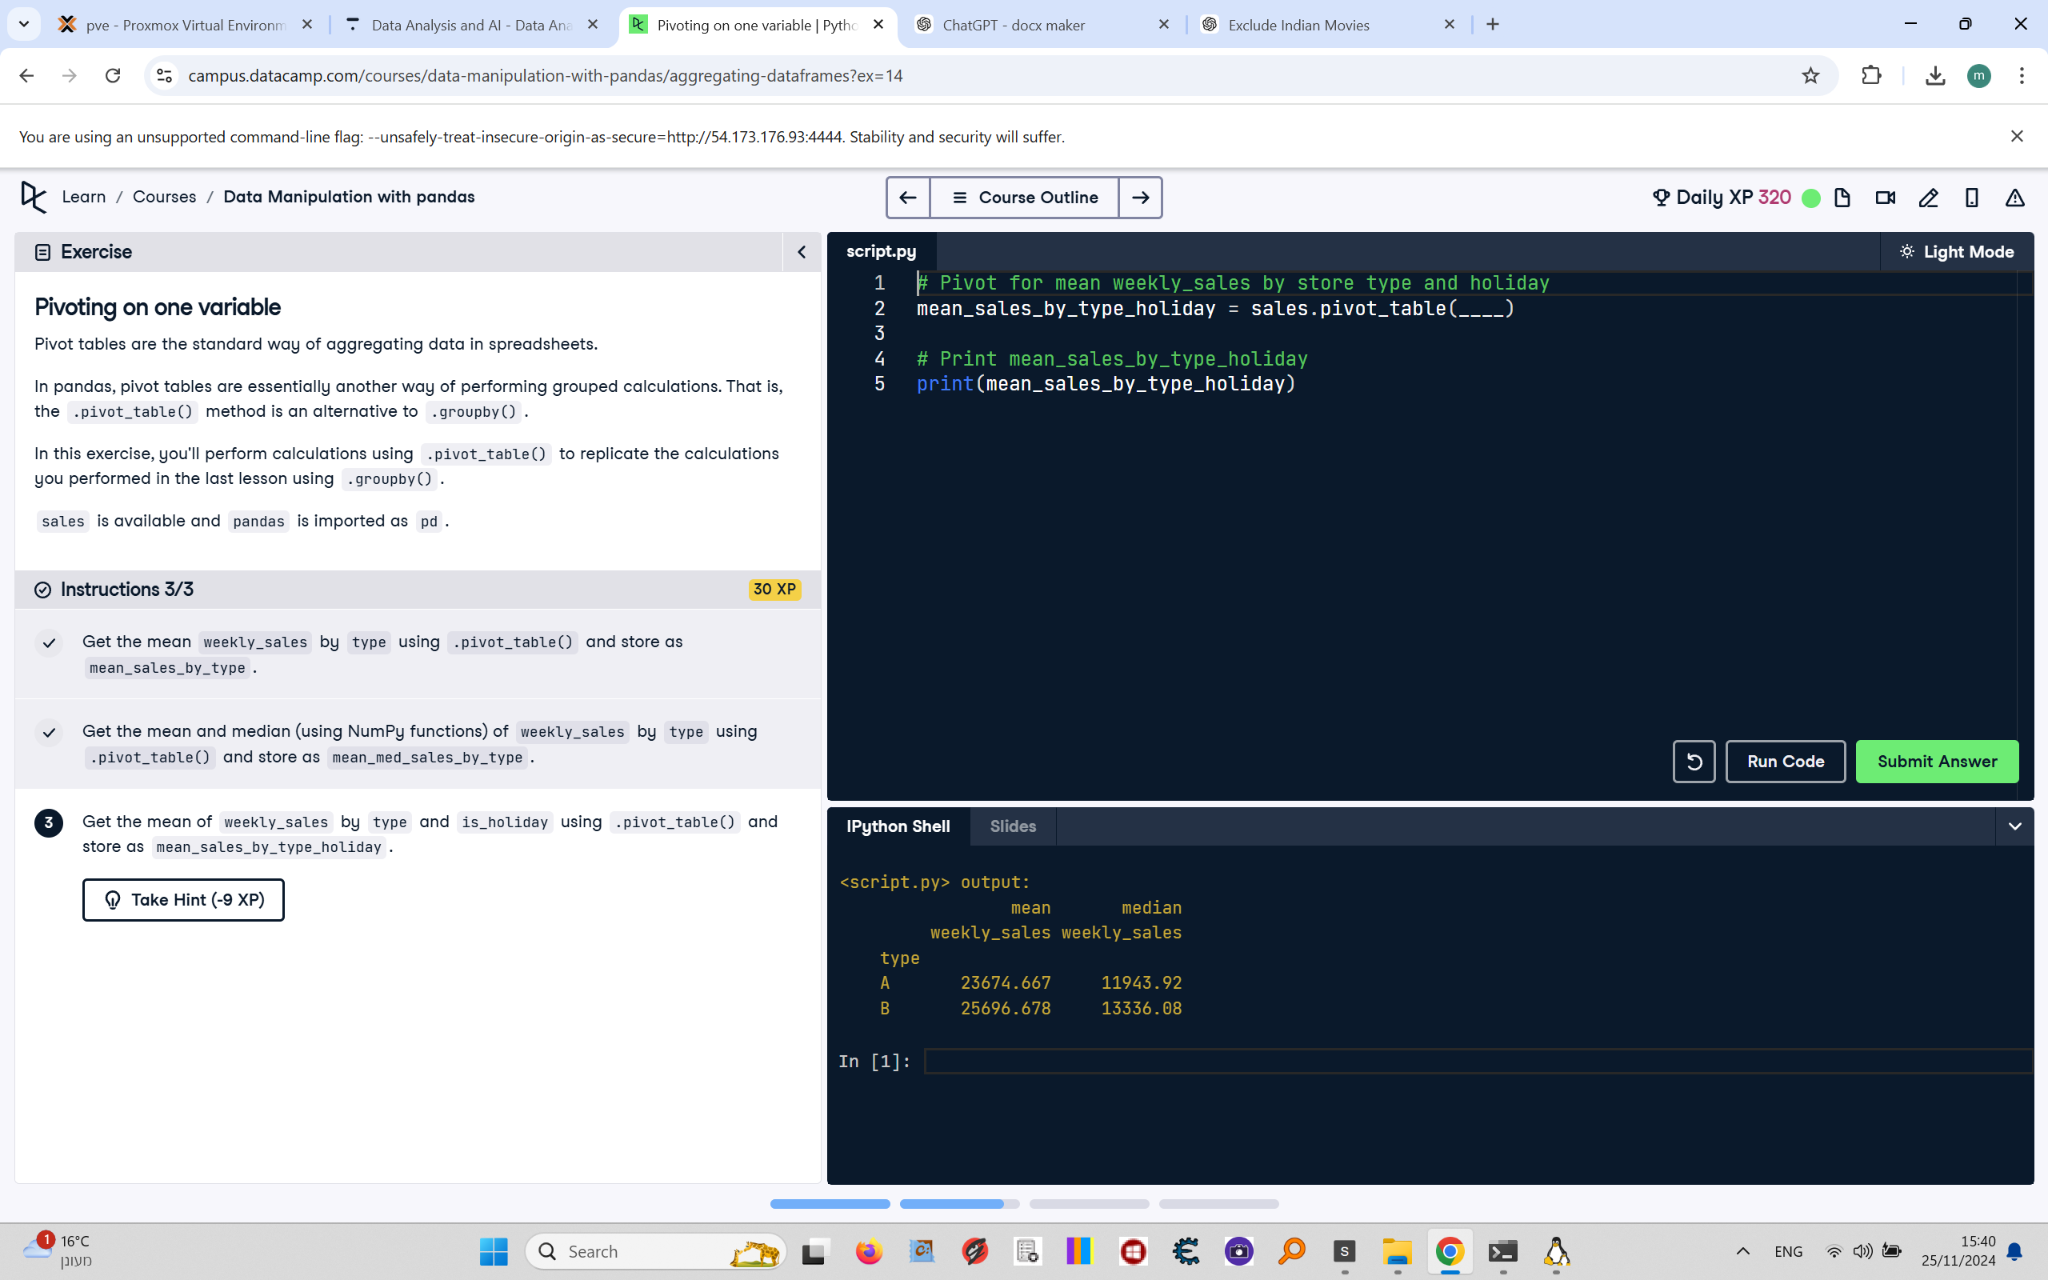 pve - Proxmox Virtual Environm
Data Analysis and AI - Data Ana
Pivoting on one variable | Pytho
ChatGPT - docx maker
Exclude Indian Movies
campus.datacamp.com/courses/data-manipulation-with-pandas/aggregating-dataframes?ex=14
m
You are using an unsupported command-line flag: --unsafely-treat-insecure-origin-as-secure=http://54.173.176.93:4444. Stability and security will suffer.
Learn / Courses / Data Manipulation with pandas
Course Outline
Daily XP 320
Exercise
Pivoting on one variable
Pivot tables are the standard way of aggregating data in spreadsheets.
In pandas, pivot tables are essentially another way of performing grouped calculations. That is,
the .pivot_table() method is an alternative to .groupby() .
In this exercise, you'll perform calculations using .pivot_table() to replicate the calculations
you performed in the last lesson using .groupby() .
sales is available and pandas is imported as pd .
Instructions 3/3
30 XP
Get the mean weekly_sales by type using .pivot_table() and store as
mean_sales_by_type .
Get the mean and median (using NumPy functions) of weekly_sales by type using
.pivot_table() and store as mean_med_sales_by_type .
3
Get the mean of weekly_sales by type and is_holiday using .pivot_table() and
store as mean_sales_by_type_holiday .
Take Hint (-9 XP)
script.py
Light Mode
1 # Pivot for mean weekly_sales by store type and holiday
2 mean_sales_by_type_holiday = sales.pivot_table(____)
3
4 # Print mean_sales_by_type_holiday
5 print(mean_sales_by_type_holiday)
Run Code
Submit Answer
IPython Shell
Slides
<script.py> output:
mean median
weekly_sales weekly_sales
type
A 23674.667 11943.92
B 25696.678 13336.08
In [1]:
1
16°C
מעונן
Search
S
ENG
15:40
25/11/2024